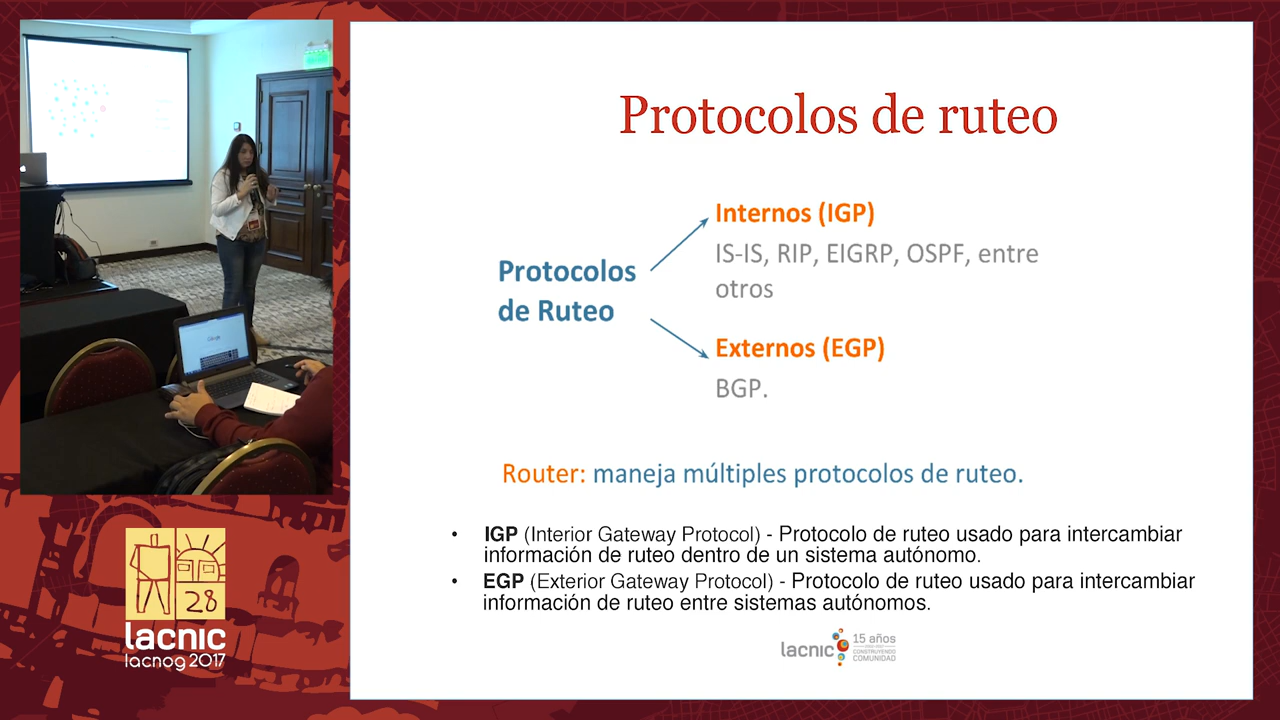 Protocolos de ruteo
Internos (IGP)
IS-IS, RIP, EIGRP, OSPF, entre
otros
Protocolos
de Ruteo
Externos (EGP)
BGP.
Router: maneja múltiples protocolos de ruteo.
• IGP (Interior Gateway Protocol) - Protocolo de ruteo usado para intercambiar
información de ruteo dentro de un sistema autónomo.
• EGP (Exterior Gateway Protocol) - Protocolo de ruteo usado para intercambiar
información de ruteo entre sistemas autónomos.
lacnic
15 años
CONSTRUYENDO
COMUNIDAD
28
lacnic
lacnog 2017
Google